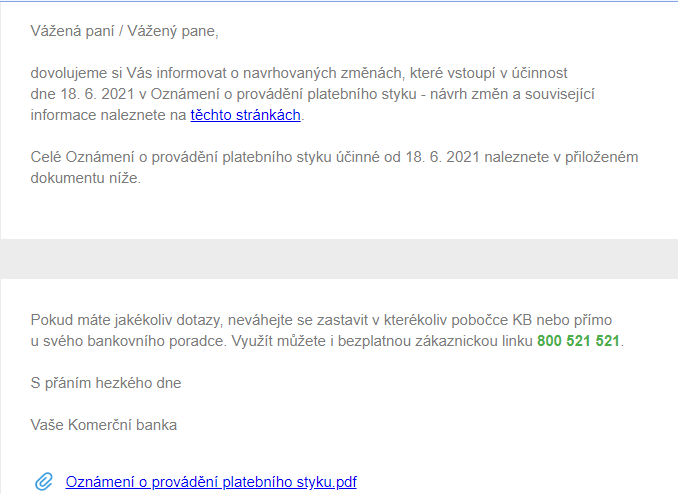 Vážená paní / Vážený pane,
dovolujeme si Vás informovat o navrhovaných změnách, které vstoupí v účinnost
dne 18. 6. 2021 v Oznámení o provádění platebního styku - návrh změn a související
informace naleznete na těchto stránkách.
Celé Oznámení o provádění platebního styku účinné od 18. 6. 2021 naleznete v přiloženém
dokumentu níže.
Pokud máte jakékoliv dotazy, neváhejte se zastavit v kterékoliv pobočce KB nebo přímo
u svého bankovního poradce. Využít můžete i bezplatnou zákaznickou linku 800 521 521.
S přáním hezkého dne
Vaše Komerční banka
Oznámení o provádění platebního styku.pdf